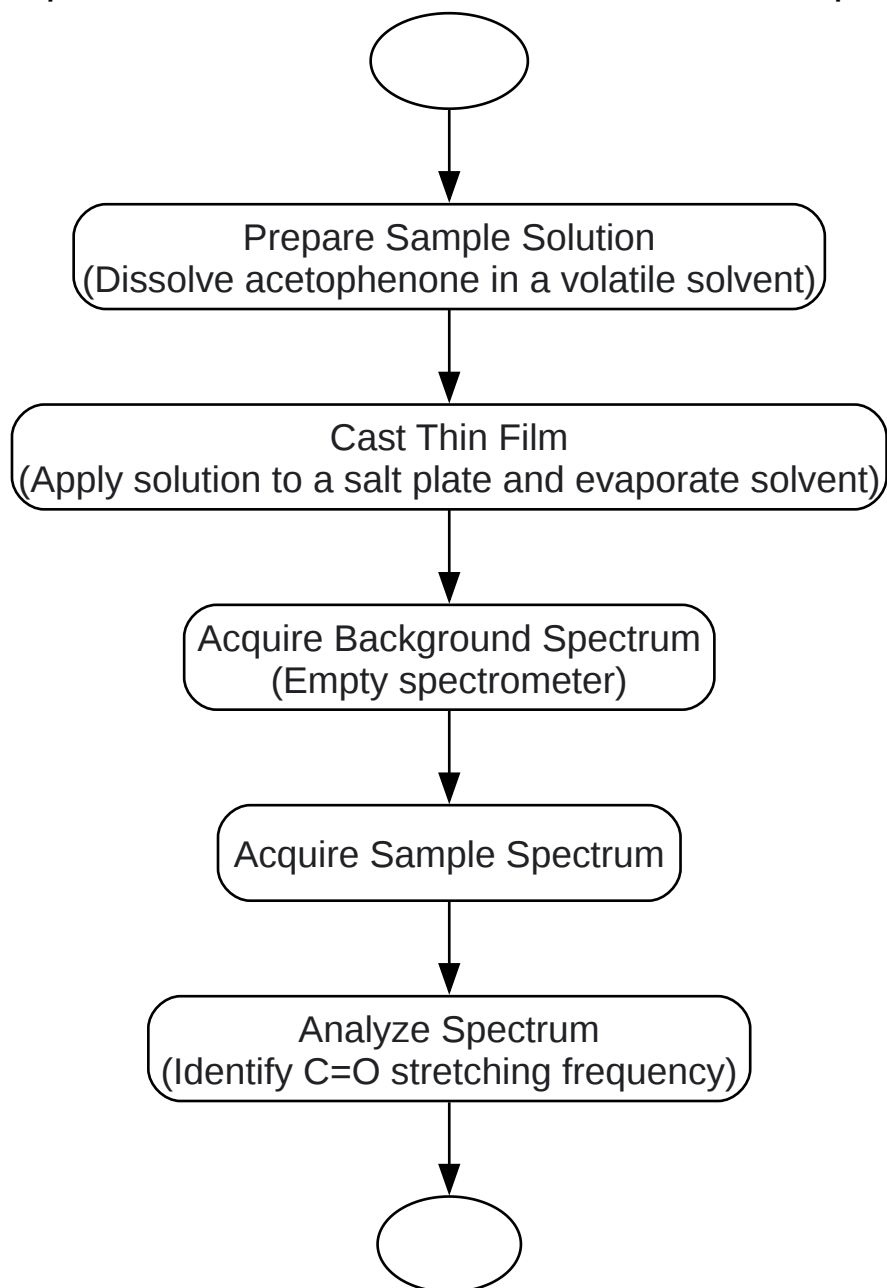 Prepare Sample Solution
(Dissolve acetophenone in a volatile solvent)
Cast Thin Film
(Apply solution to a salt plate and evaporate solvent)
Acquire Background Spectrum
(Empty spectrometer)
Acquire Sample Spectrum
Analyze Spectrum
(Identify C=O stretching frequency)